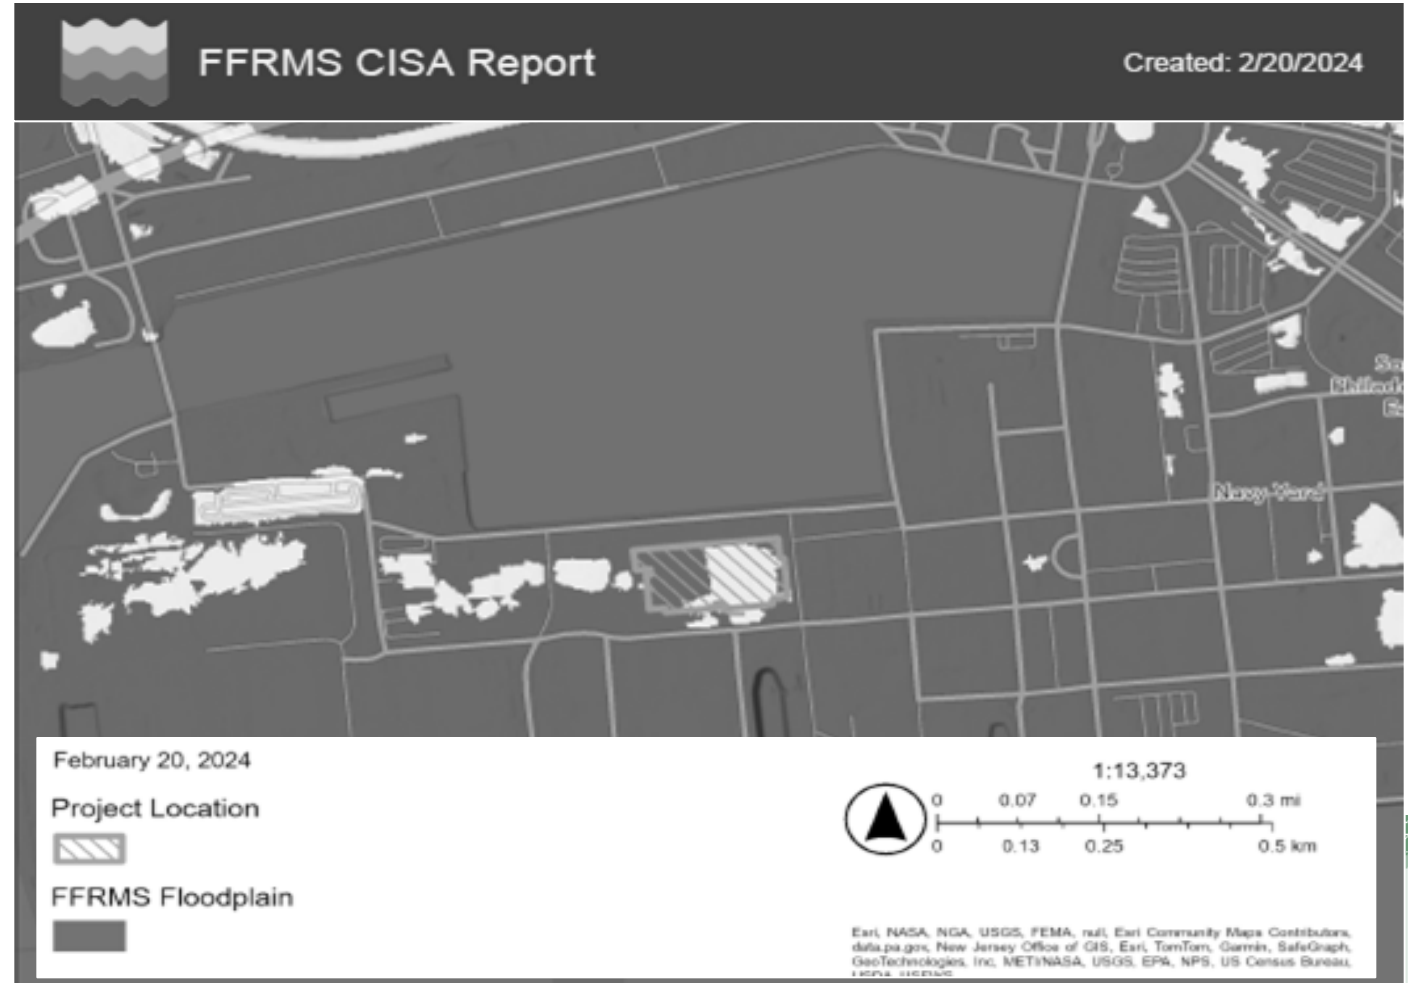 FFRMS CISA Report
Created: 2/20/2024
Navy Yard
February 20, 2024
Project Location
FFRMS Floodplain
1:13,373
0 0.07 0.15 0.3 mi
0 0.13 0.25 0.5 km
Esri, NASA, NGA, USGS, FEMA, null, Esri Community Maps Contributors,
data.pa.gov, New Jersey Office of GIS, Esri, TomTom, Garmin, SafeGraph,
GeoTechnologies, Inc, METI/NASA, USGS, EPA, NPS, US Census Bureau,
USDA, USFWS